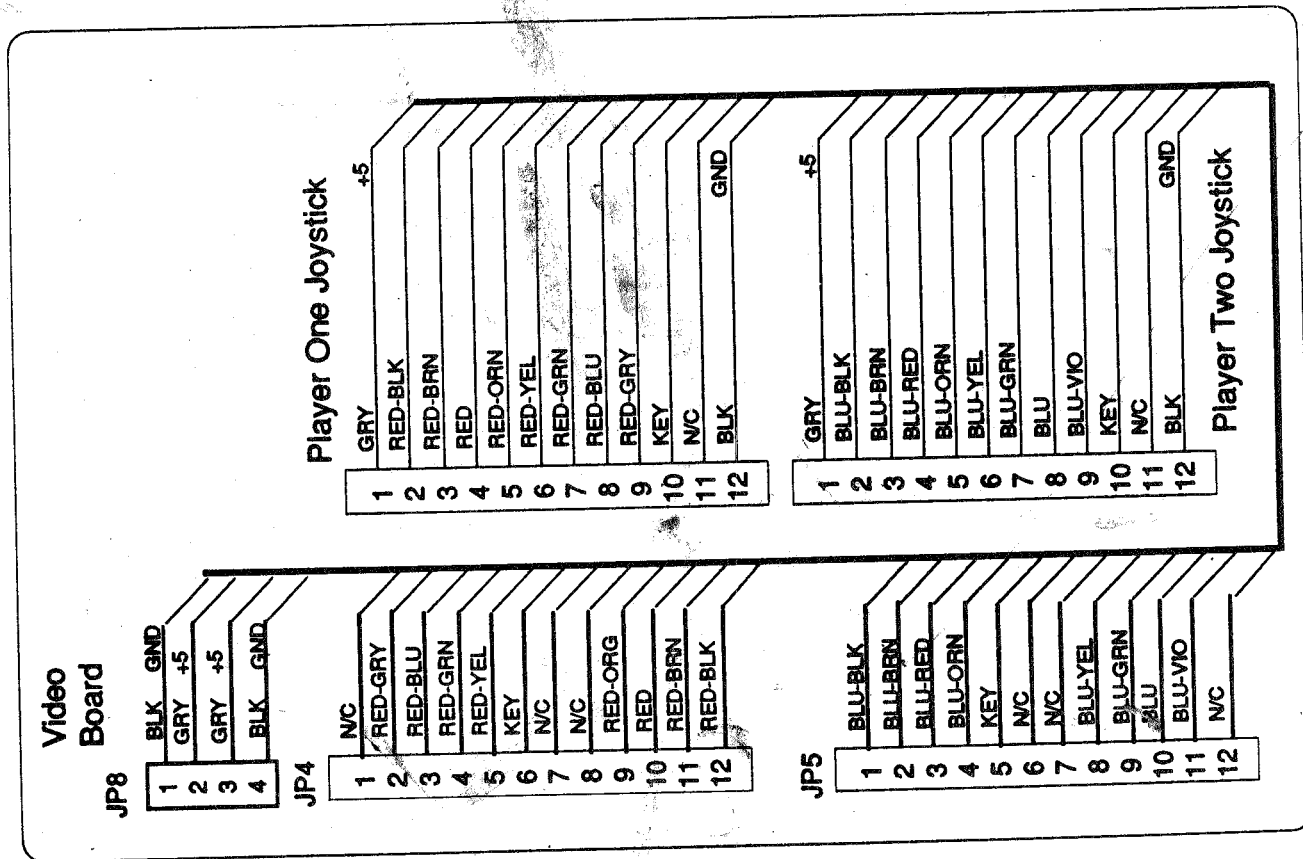 Video
Board
JP8
1 BLK GND
2 GRY +5
3 GRY +5
4 BLK GND
JP4
1 N/C
2 RED-GRY
3 RED-BLU
4 RED-GRN
5 RED-YEL
6 KEY
7 N/C
8 N/C
9 RED-ORG
10 RED
11 RED-BRN
12 RED-BLK
JP5
1 BLU-BLK
2 BLU-BRN
3 BLU-RED
4 BLU-ORN
5 KEY
6 N/C
7 N/C
8 BLU-YEL
9 BLU-GRN
10 BLU
11 BLU-VIO
12 N/C
Player One Joystick
1 GRY +5
2 RED-BLK
3 RED-BRN
4 RED
5 RED-ORN
6 RED-YEL
7 RED-GRN
8 RED-BLU
9 RED-GRY
10 KEY
11 N/C
12 BLK GND
1 GRY +5
2 BLU-BLK
3 BLU-BRN
4 BLU-RED
5 BLU-ORN
6 BLU-YEL
7 BLU-GRN
8 BLU
9 BLU-VIO
10 KEY
11 N/C
12 BLK GND
Player Two Joystick